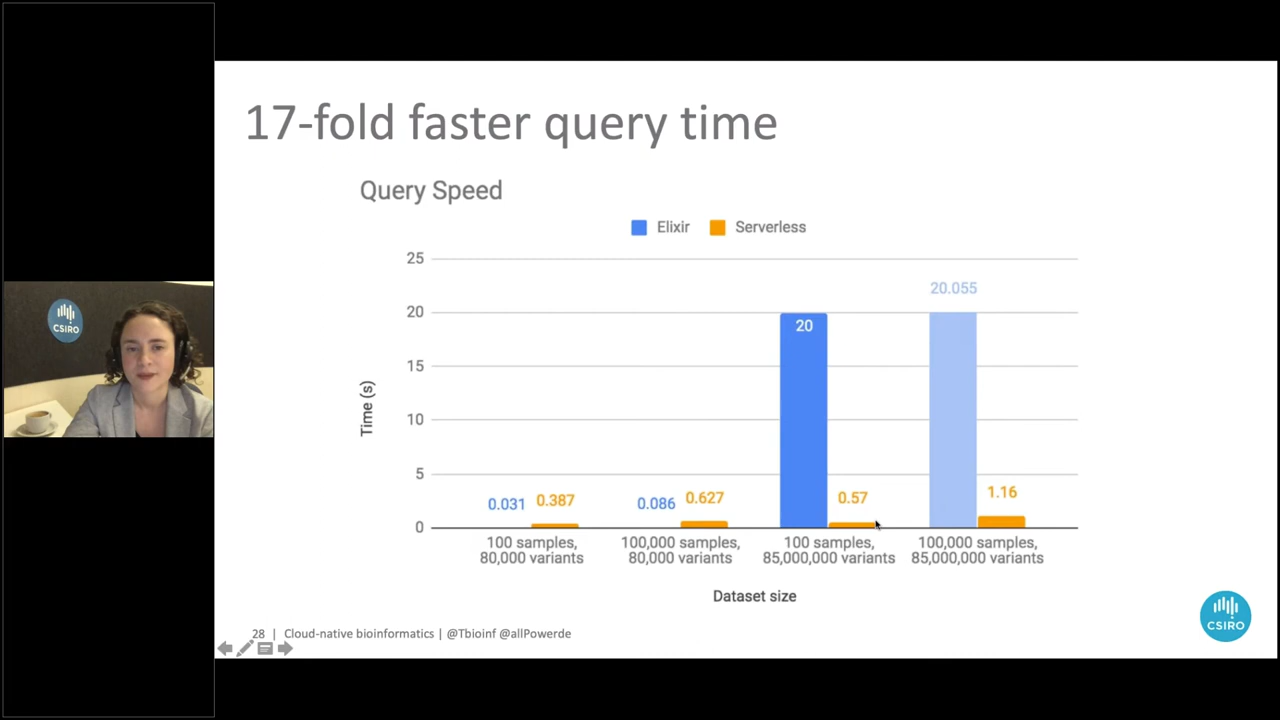 17-fold faster query time
Query Speed
Elixir
Serverless
25
20
15
10
5
0
Time (s)
0.031
0.387
0.086
0.627
20
0.57
20.055
1.16
100 samples,
80,000 variants
100,000 samples,
80,000 variants
100 samples,
85,000,000 variants
100,000 samples,
85,000,000 variants
Dataset size
28 | Cloud-native bioinformatics | @Tbioinf @allPowerde
CSIRO
CSIRO